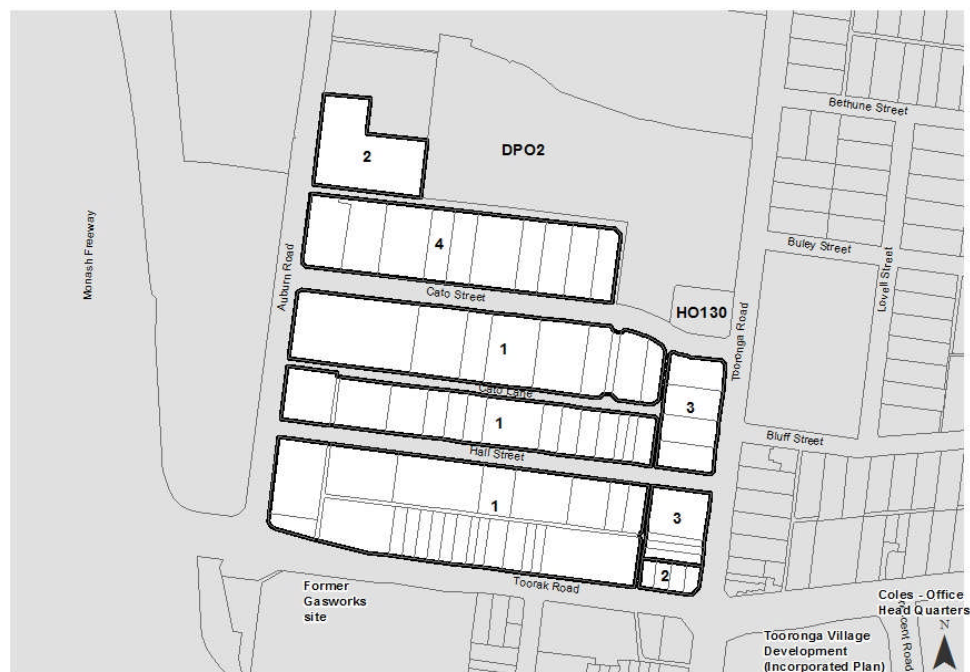 Bethune Street
DPO2
2
Monash Freeway
Auburn Road
4
Buley Street
Lovell Street
Cato Street
HO130
Tooronga Road
1
Cato Lane
3
1
Bluff Street
Hall Street
1
3
2
Toorak Road
Former
Gasworks
site
Coles - Office
Head Quarters
N
Tooronga Village
Development
(Incorporated Plan)